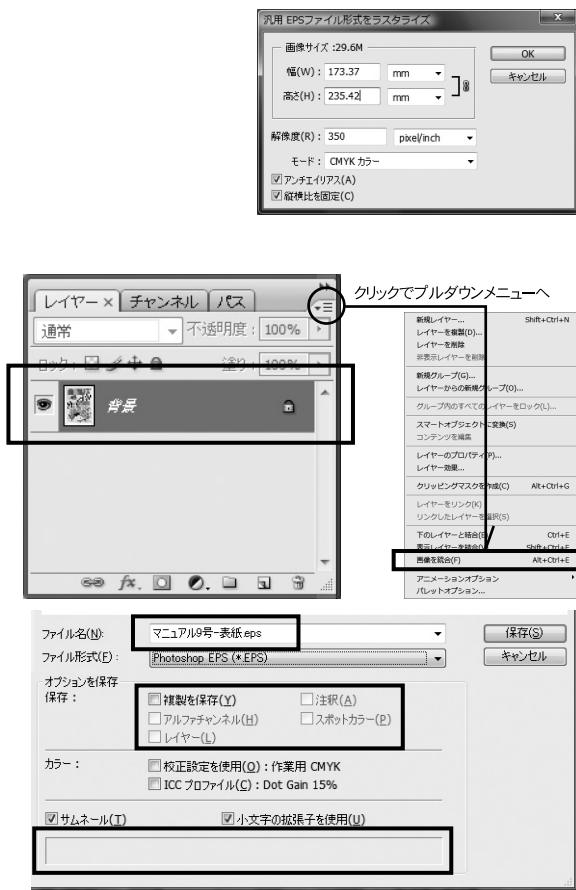 汎用 EPSファイル形式をラスタライズ
画像サイズ :29.6M
OK
幅(W): 173.37 mm
キャンセル
高さ(H): 235.42 mm
解像度(R): 350 pixel/inch
モード: CMYK カラー
アンチエイリアス(A)
縦横比を固定(C)
クリックでプルダウンメニューへ
レイヤー × チャンネル パス
通常 不透明度: 100%
ロック: 塗り: 100%
背景
fx.
新規レイヤー... Shift+Ctrl+N
レイヤーを複製(D)...
レイヤーを削除
非表示レイヤーを削除
新規グループ(G)...
レイヤーからの新規グループ(O)...
グループ内のすべてのレイヤーをロック(L)...
スマートオブジェクトに変換(S)
コンテンツを編集
レイヤーのプロパティ(P)...
レイヤー効果...
クリッピングマスクを作成(C) Alt+Ctrl+G
レイヤーをリンク(K)
リンクしたレイヤーを選択(S)
下のレイヤーと結合(E) Ctrl+E
表示レイヤーを結合(V) Shift+Ctrl+E
画像を統合(F) Alt+Ctrl+E
アニメーションオプション
パレットオプション...
ファイル名(N): マニュアル9号-表紙.eps
保存(S)
ファイル形式(F): Photoshop EPS (*.EPS)
キャンセル
オプションを保存
保存:
複製を保存(Y) 注釈(A)
アルファチャンネル(H) スポットカラー(P)
レイヤー(L)
カラー: 校正設定を使用(O):作業用 CMYK
ICC プロファイル(C): Dot Gain 15%
サムネール(T) 小文字の拡張子を使用(U)